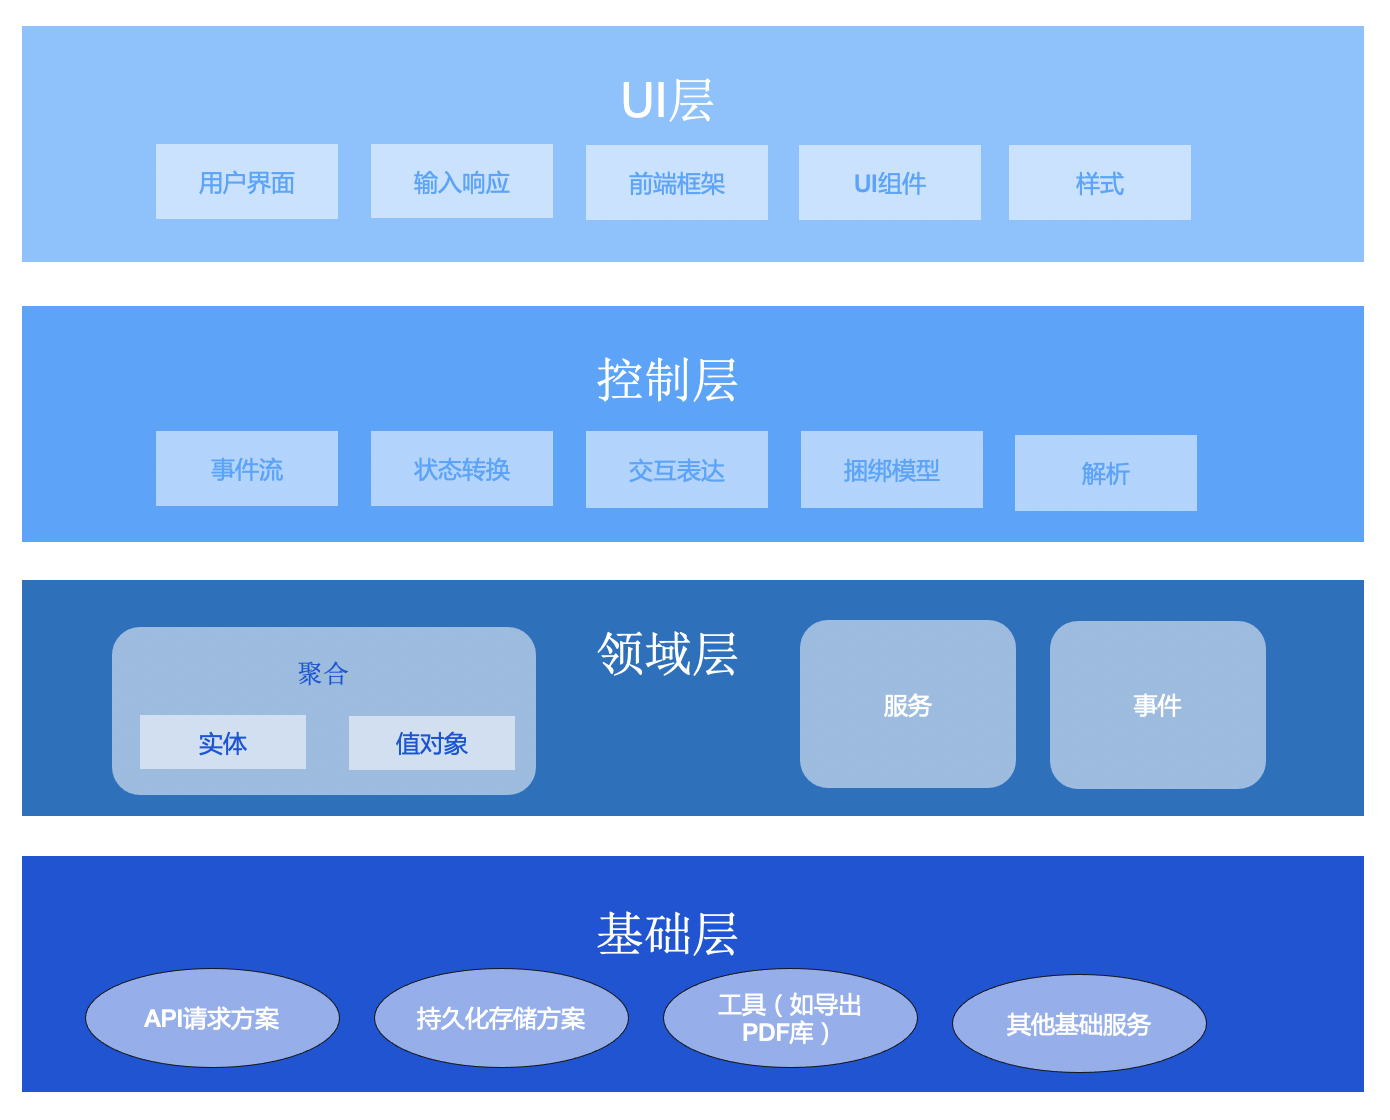 UI层
用户界面
输入响应
前端框架
UI组件
样式
控制层
事件流
状态转换
交互表达
捆绑模型
解析
领域层
聚合
实体
值对象
服务
事件
基础层
API请求方案
持久化存储方案
工具（如导出
PDF库）
其他基础服务